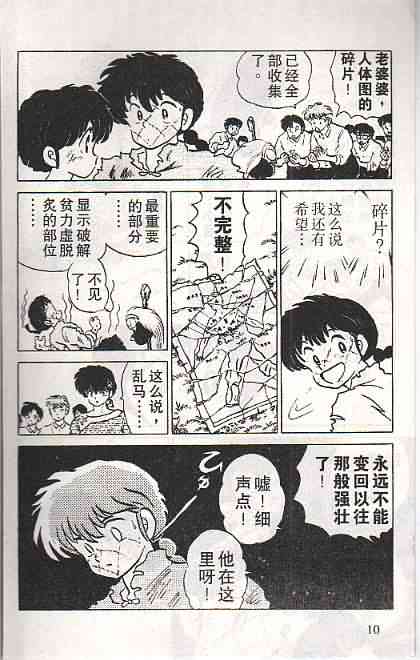 老婆婆，
人体图的
碎片！
已经全
部收集
了。
碎片？
这么说
我还有
希望…
不完整！
最重要
的部分
……
显示破解
贫力虚脱
灸的部位
……
不见
了！
这么说，
乱马……
永远不能
变回以往
那般强壮
了！
嘘！细
声点！
他在这
里呀！
10